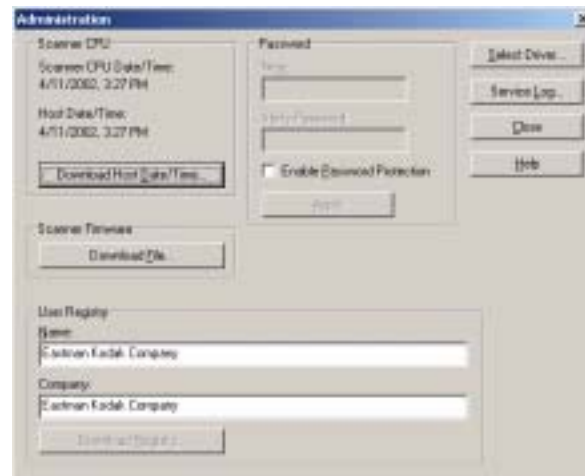 Administration
Scanner CPU
Scanner CPU Date/Time:
4/11/2002, 3:27 PM
Host Date/Time:
4/11/2002, 3:27 PM
Download Host Date/Time...
Scanner Firmware
Download File...
Password
New:
Verify Password:
Enable Password Protection
Apply
Select Driver...
Service Log...
Close
Help
User Registry
Name:
Eastman Kodak Company
Company:
Eastman Kodak Company
Download Registry